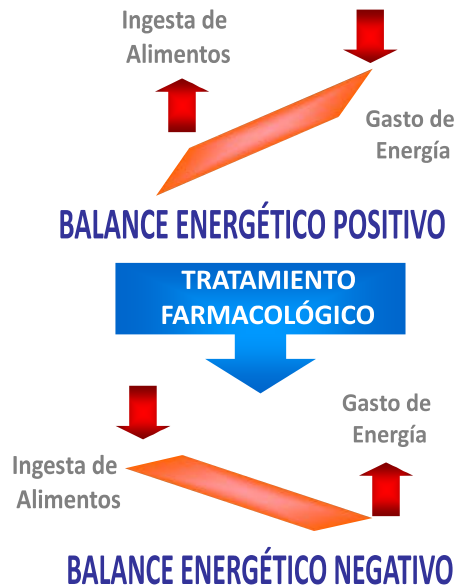 Ingesta de
Alimentos
Gasto de
Energía
BALANCE ENERGÉTICO POSITIVO
TRATAMIENTO
FARMACOLÓGICO
Gasto de
Energía
Ingesta de
Alimentos
BALANCE ENERGÉTICO NEGATIVO